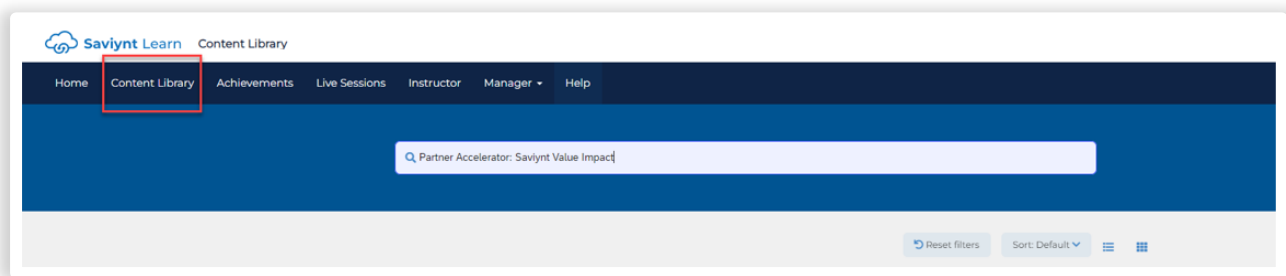 Saviynt Learn Content Library
Home Content Library Achievements Live Sessions Instructor Manager Help
Partner Accelerator: Saviynt Value Impact
Reset filters Sort: Default